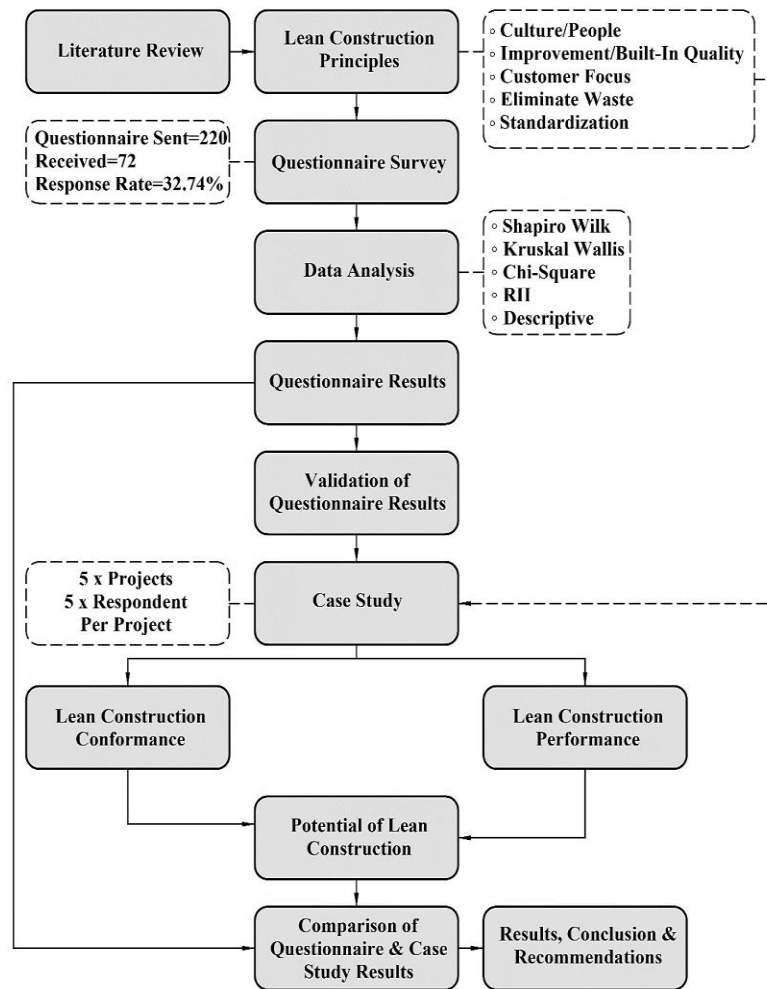 Literature Review
Lean Construction
Principles
◦ Culture/People
◦ Improvement/Built-In Quality
◦ Customer Focus
◦ Eliminate Waste
◦ Standardization
Questionnaire Sent=220
Received=72
Response Rate=32.74%
Questionnaire Survey
Data Analysis
◦ Shapiro Wilk
◦ Kruskal Wallis
◦ Chi-Square
◦ RII
◦ Descriptive
Questionnaire Results
Validation of
Questionnaire Results
5 x Projects
5 x Respondent
Per Project
Case Study
Lean Construction
Conformance
Lean Construction
Performance
Potential of Lean
Construction
Comparison of
Questionnaire & Case
Study Results
Results, Conclusion &
Recommendations